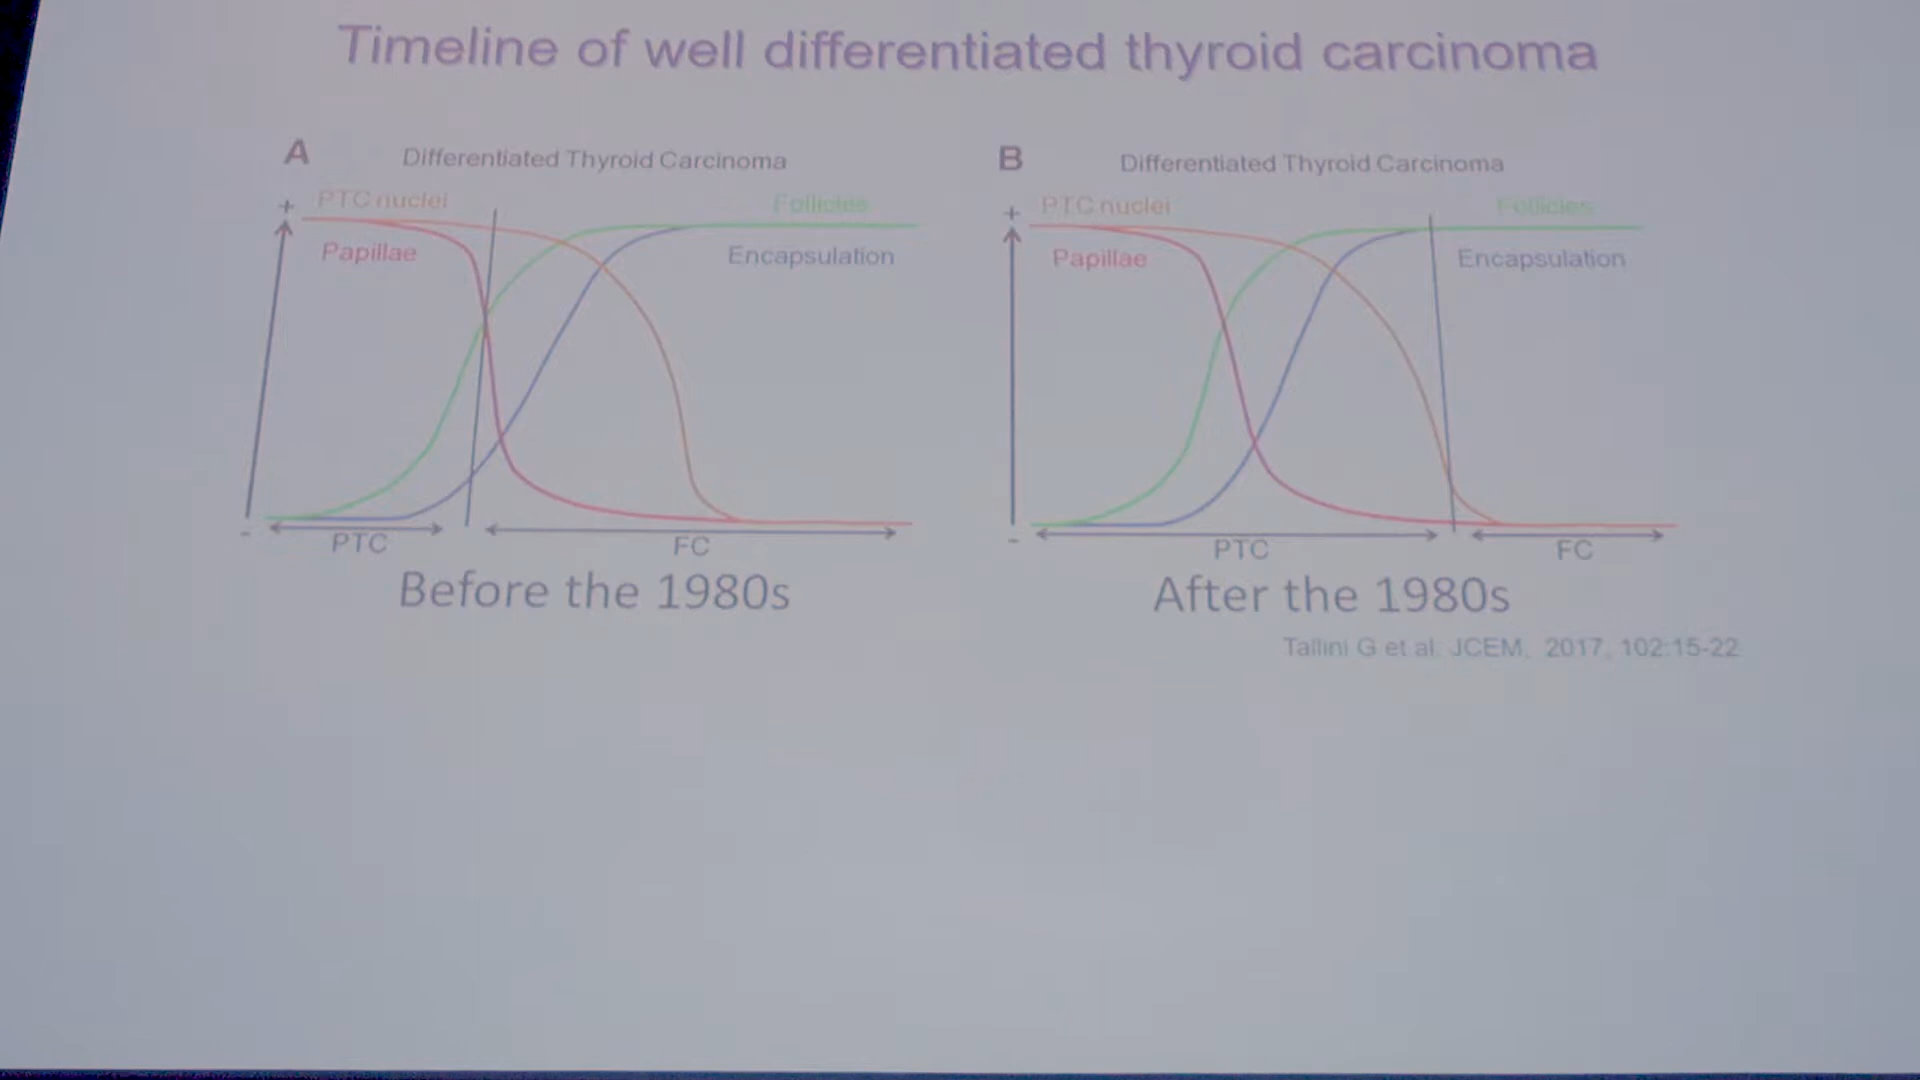 Timeline of well differentiated thyroid carcinoma
A
Differentiated Thyroid Carcinoma
+
PTC nuclei
Follicles
Papillae
Encapsulation
-
PTC
FC
Before the 1980s
B
Differentiated Thyroid Carcinoma
+
PTC nuclei
Follicles
Papillae
Encapsulation
-
PTC
FC
After the 1980s
Tallini G et al. JCEM, 2017, 102:15-22